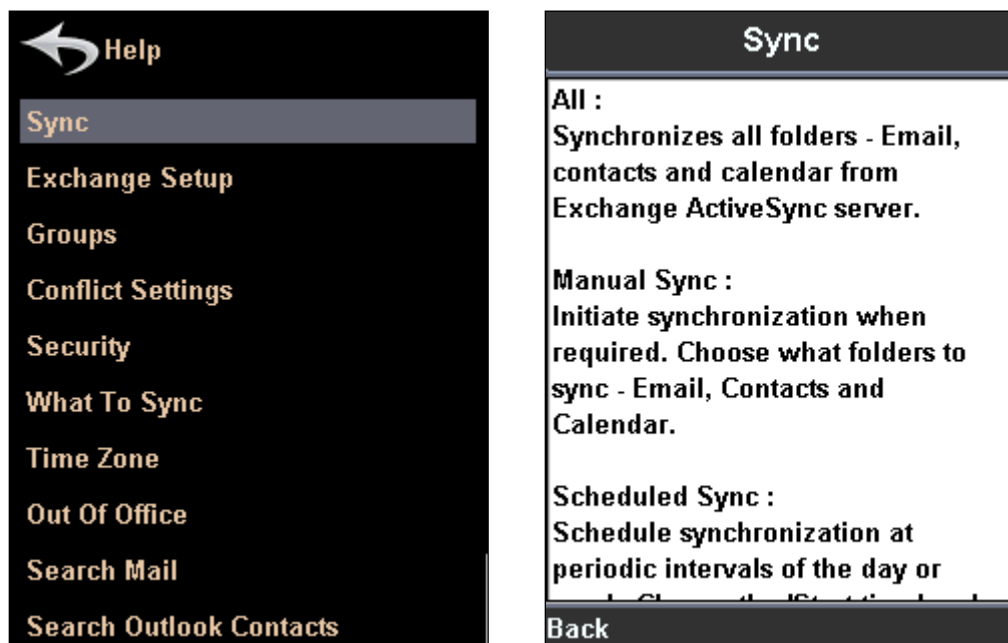 Help
Sync
Exchange Setup
Groups
Conflict Settings
Security
What To Sync
Time Zone
Out Of Office
Search Mail
Search Outlook Contacts
Sync
All :
Synchronizes all folders - Email,
contacts and calendar from
Exchange ActiveSync server.
Manual Sync :
Initiate synchronization when
required. Choose what folders to
sync - Email, Contacts and
Calendar.
Scheduled Sync :
Schedule synchronization at
periodic intervals of the day or
Back